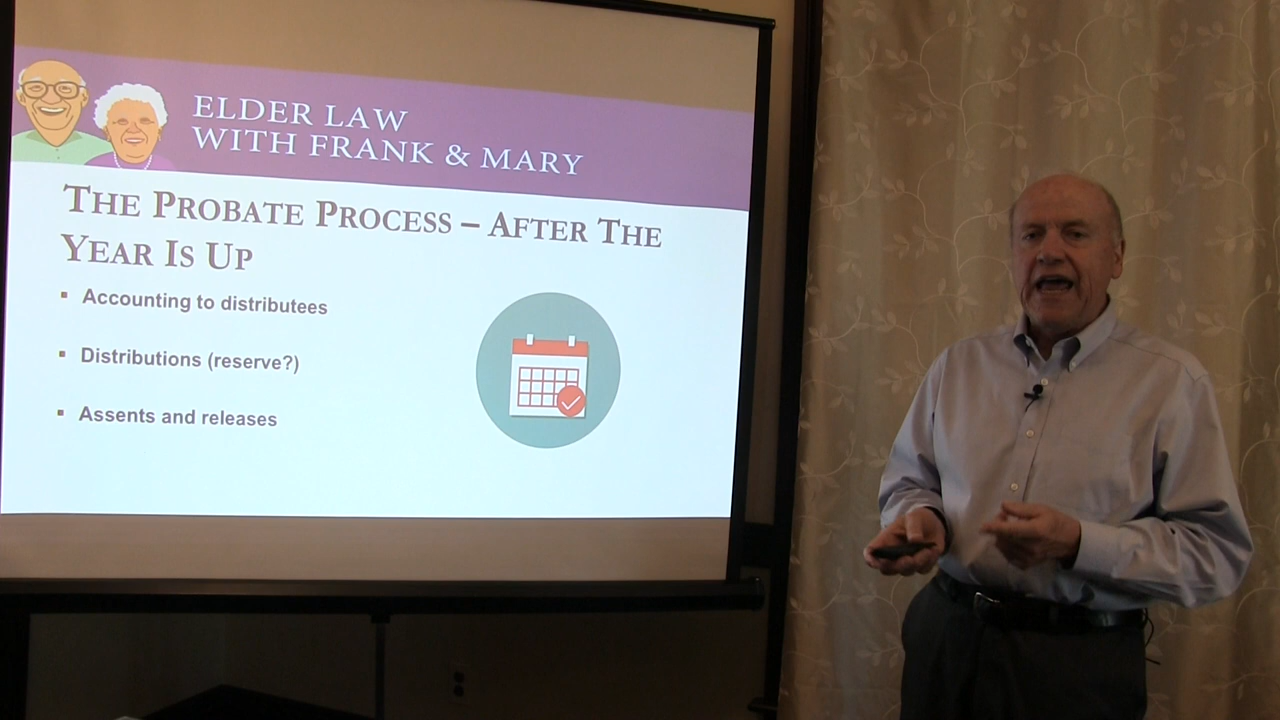 ELDER LAW
WITH FRANK & MARY
THE PROBATE PROCESS – AFTER THE
YEAR IS UP
▪ Accounting to distributees
▪ Distributions (reserve?)
▪ Assents and releases